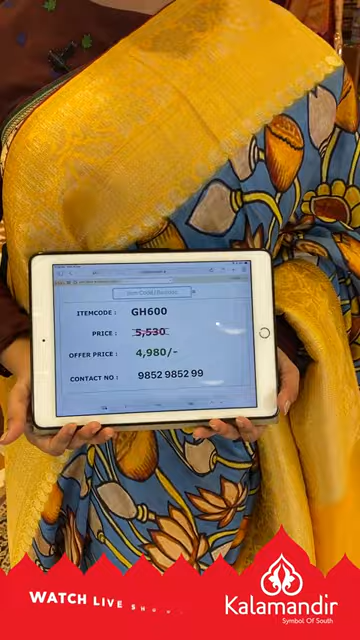 ITEMCODE : GH600
PRICE : 5,530
OFFER PRICE : 4,980/-
CONTACT NO : 9852 9852 99
WATCH LIVE
Kalamandir
Symbol Of South